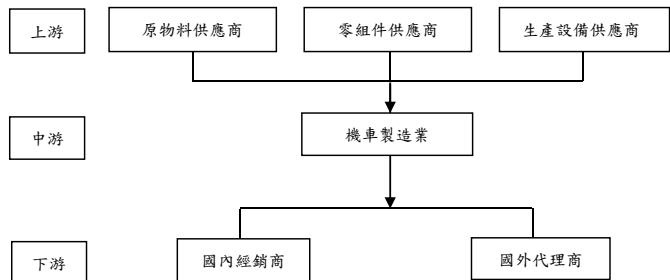 上游
原物料供應商
零組件供應商
生產設備供應商
中游
機車製造業
下游
國內經銷商
國外代理商